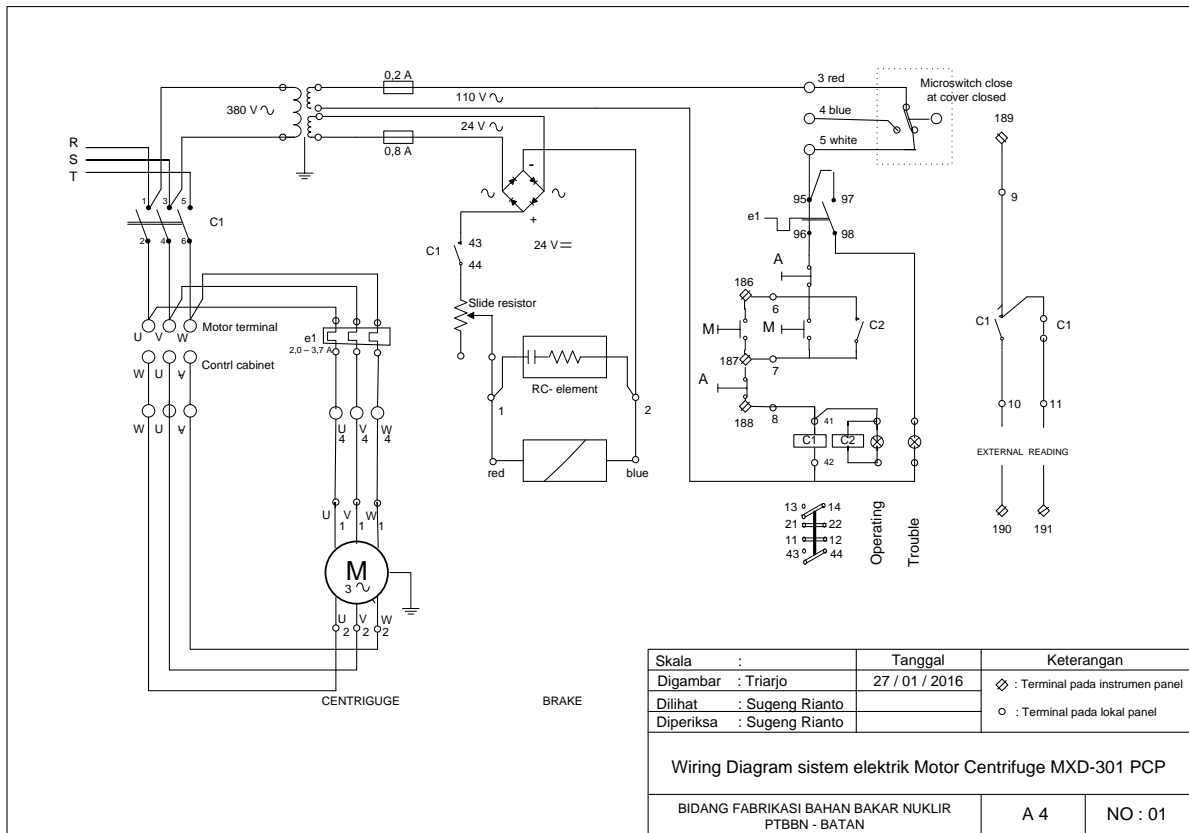 0,2 A
380 V
110 V
24 V
0,8 A
3 red
4 blue
5 white
Microswitch close
at cover closed
189
9
R
S
T
1
3
5
C1
2
4
6
-
+
24 V
C1
43
44
Slide resistor
RC- element
1
2
red
blue
95
97
e1
96
98
A
186
6
M
M
C2
187
7
A
188
8
41
C1
C2
42
C1
C1
10
11
EXTERNAL READING
190
191
U
V
W
Motor terminal
e1
2,0 – 3,7 A
Contrl cabinet
W
U
V
W
U
V
U
4
V
4
W
4
U
1
V
1
W
1
M
3
U
2
V
2
W
2
13
14
21
22
11
12
43
44
Operating
Trouble
CENTRIGUGE
BRAKE
Skala :
Tanggal
Keterangan
Digambar : Triarjo
27 / 01 / 2016
: Terminal pada instrumen panel
Dilihat : Sugeng Rianto
: Terminal pada lokal panel
Diperiksa : Sugeng Rianto
Wiring Diagram sistem elektrik Motor Centrifuge MXD-301 PCP
BIDANG FABRIKASI BAHAN BAKAR NUKLIR
PTBBN - BATAN
A 4
NO : 01